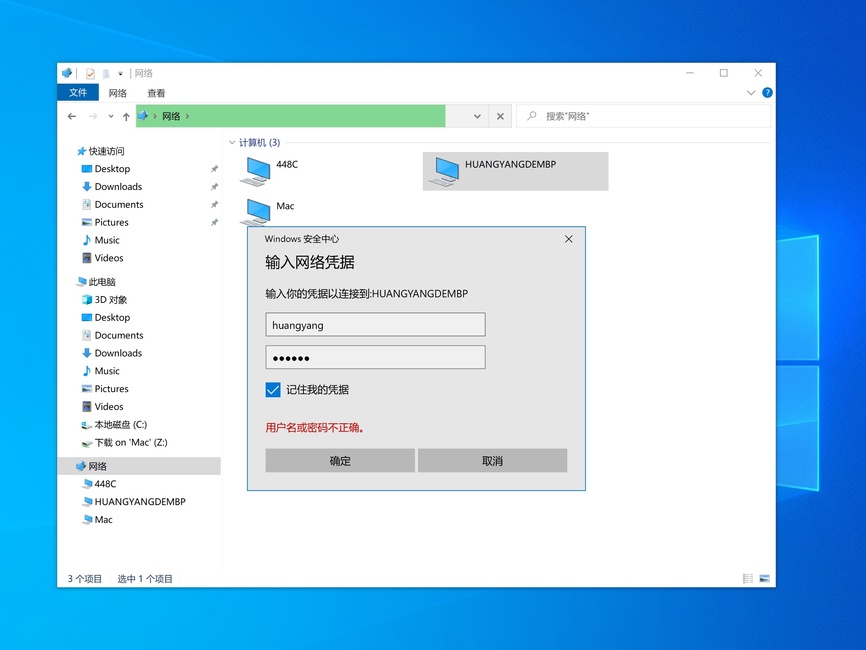 网络
文件 网络 查看
网络
搜索"网络"
快速访问
Desktop
Downloads
Documents
Pictures
Music
Videos
此电脑
3D 对象
Desktop
Documents
Downloads
Music
Pictures
Videos
本地磁盘 (C:)
下载 on 'Mac' (Z:)
网络
448C
HUANGYANGDEMBP
Mac
计算机 (3)
448C
HUANGYANGDEMBP
Mac
Windows 安全中心
输入网络凭据
输入你的凭据以连接到:HUANGYANGDEMBP
huangyang
●●●●●●
记住我的凭据
用户名或密码不正确。
确定 取消
3 个项目 选中 1 个项目